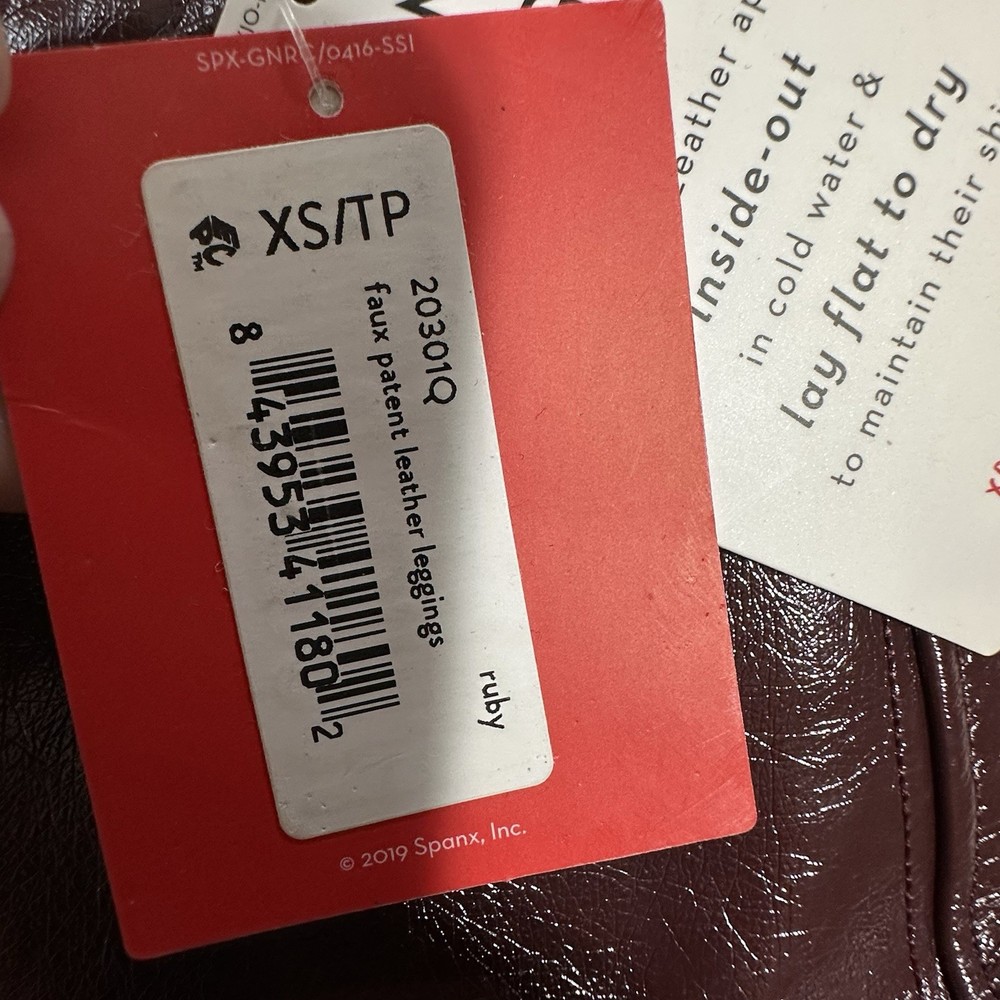 SPX-GNRC/0416-SSI
XS/TP
20301Q
faux patent leather leggings
ruby
8 43953 41180 2
© 2019 Spanx, Inc.
inside-out
in cold water &
lay flat to dry
to maintain their